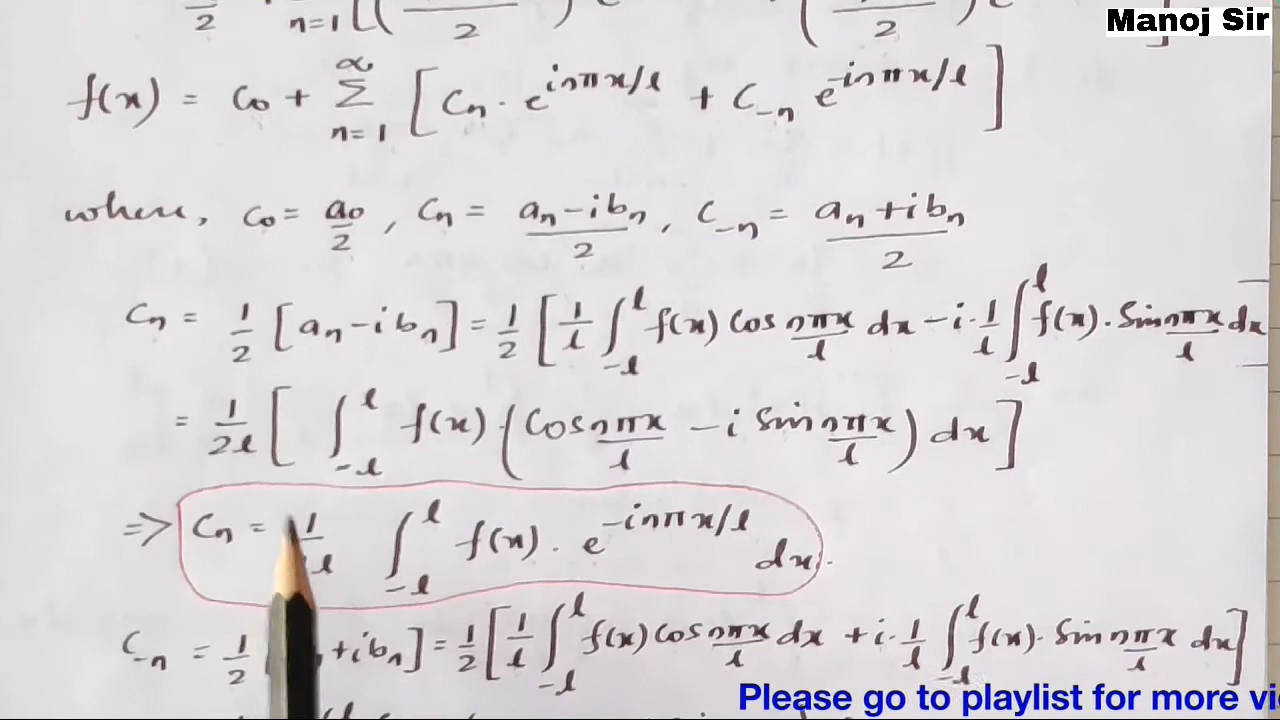 Manoj Sir
f(x) = C₀ + ∞Σn=1 [Cₙ · e^{inπx/l} + C₋ₙ e^{-inπx/l}]
where, C₀ = a₀/2, Cₙ = (aₙ - ibₙ)/2, C₋ₙ = (aₙ + ibₙ)/2
Cₙ = 1/2 [aₙ - ibₙ] = 1/2 [1/l ∫_{-l}^{l} f(x) Cos nπx/l dx - i · 1/l ∫_{-l}^{l} f(x) · Sin nπx/l dx
= 1/2l [∫_{-l}^{l} f(x) · (Cos nπx/l - i Sin nπx/l) dx]
=> Cₙ = 1/ l ∫_{-l}^{l} f(x) · e^{-inπx/l} dx.
C₋ₙ = 1/2 [ + ibₙ] = 1/2 [1/l ∫_{-l}^{l} f(x) Cos nπx/l dx + i · 1/l ∫_{-l}^{l} f(x) · Sin nπx/l dx]
Please go to playlist for more vi